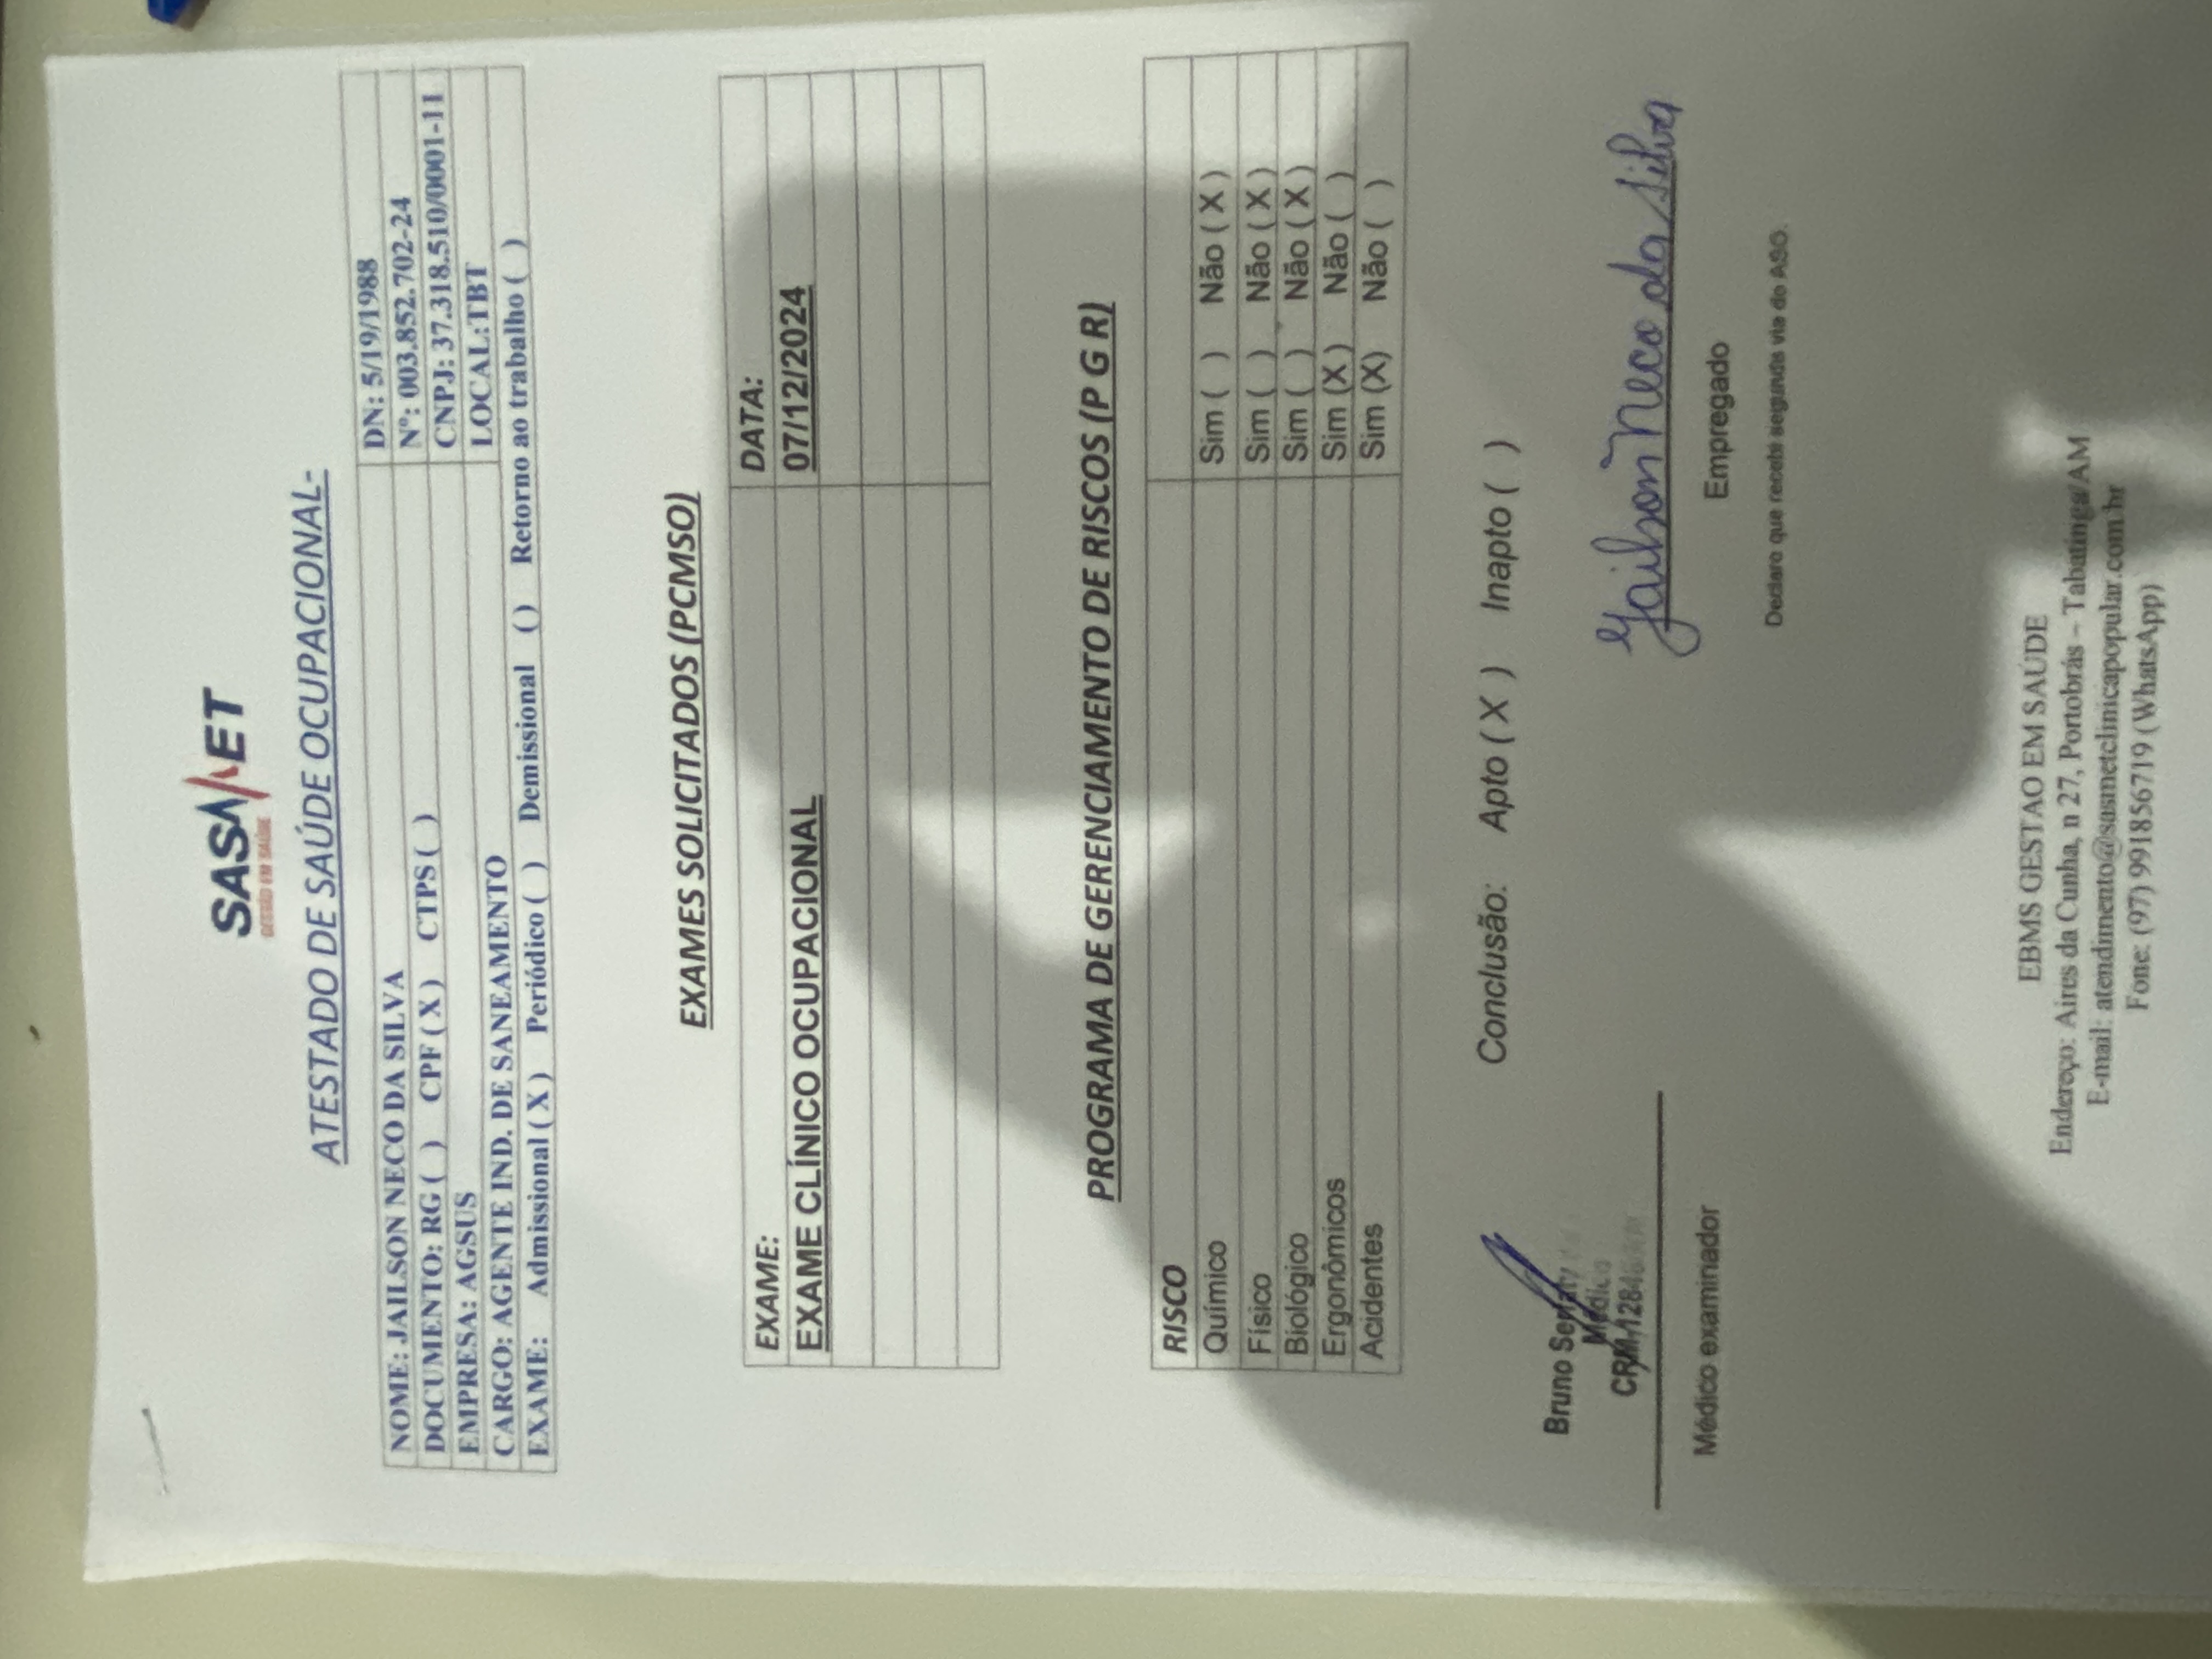 SASMET
GESTÃO EM SAÚDE
ATESTADO DE SAÚDE OCUPACIONAL-
NOME: JAILSON NECO DA SILVA
DN: 5/19/1988
DOCUMENTO: RG ( ) CPF ( X ) CTPS ( )
Nº: 003.852.702-24
EMPRESA: AGSUS
CNPJ: 37.318.510/0001-11
CARGO: AGENTE IND. DE SANEAMENTO
LOCAL:TBT
EXAME: Admissional ( X ) Periódico ( ) Demissional ( ) Retorno ao trabalho ( )
EXAMES SOLICITADOS (PCMSO)
EXAME: DATA:
EXAME CLÍNICO OCUPACIONAL 07/12/2024
PROGRAMA DE GERENCIAMENTO DE RISCOS (P G R)
RISCO
Químico Sim ( ) Não ( X )
Físico Sim ( ) Não ( X )
Biológico Sim ( ) Não ( X )
Ergonômicos Sim (X ) Não ( )
Acidentes Sim (X) Não ( )
Conclusão: Apto ( X ) Inapto ( )
Bruno
Médico
CRM
Médico examinador
Jailson Neco da Silva
Empregado
Declaro que recebi segunda via do ASO.
EBMS GESTAO EM SAÚDE
Endereço: Aires da Cunha, n 27, Portobrás – Tabatinga/AM
E-mail: atendimento@sasmetclinicapopular.com.br
Fone: (97) 991856719 (WhatsApp)